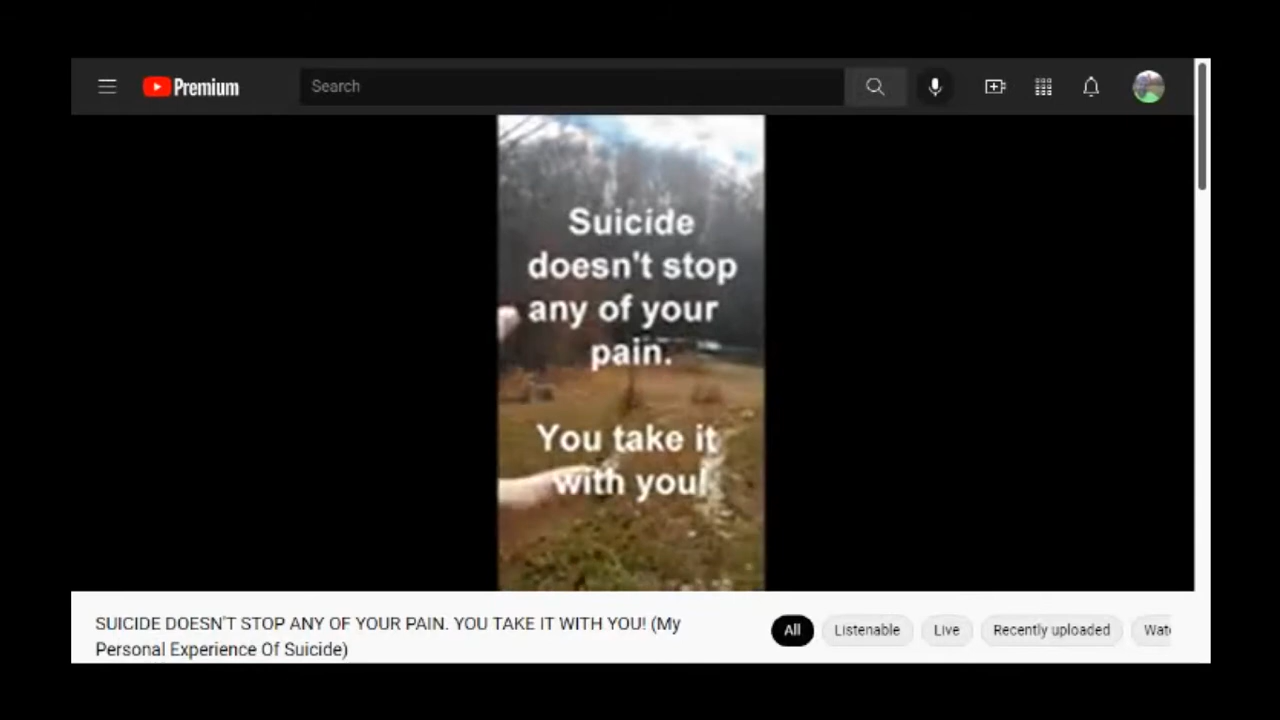 Premium
Search
Suicide
doesn't stop
any of your
pain.
You take it
with you!
SUICIDE DOESN'T STOP ANY OF YOUR PAIN. YOU TAKE IT WITH YOU! (My
Personal Experience Of Suicide)
All
Listenable
Live
Recently uploaded